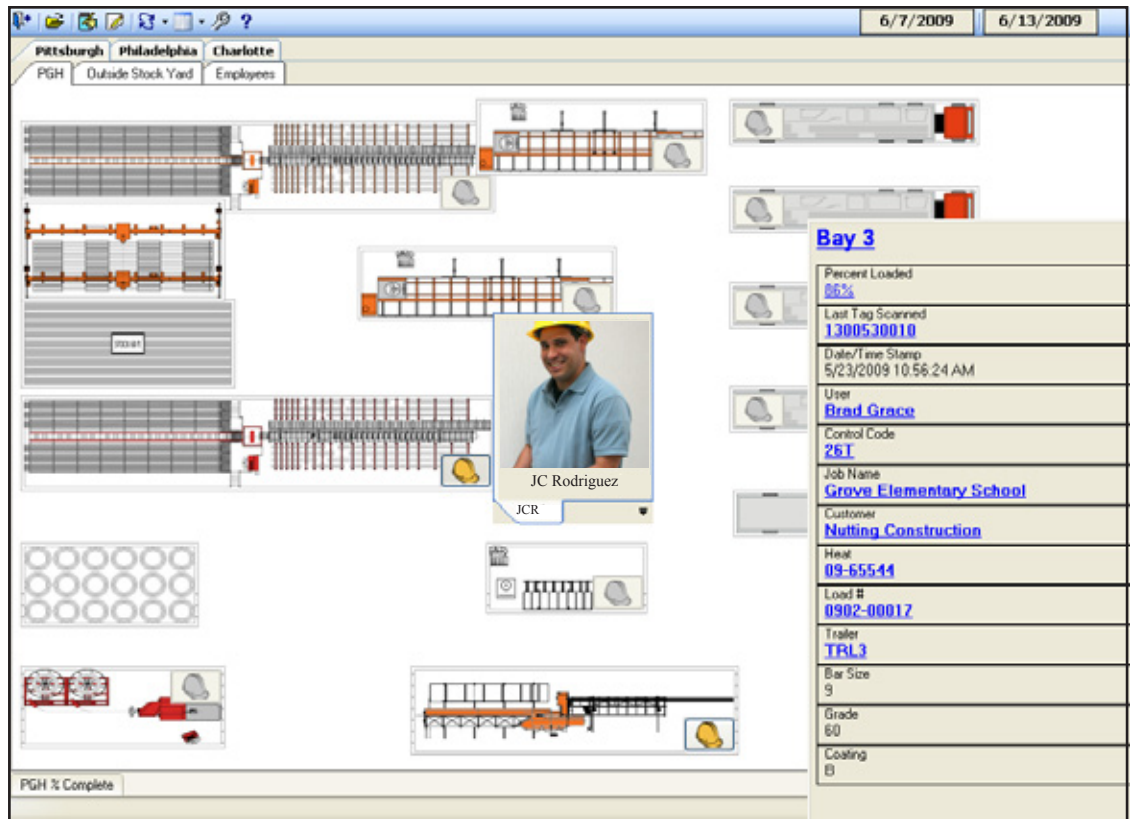 6/7/2009 6/13/2009
Pittsburgh Philadelphia Charlotte
PGH Outside Stock Yard Employees
Bay 3
Percent Loaded
86%
Last Tag Scanned
1300530010
Date/Time Stamp
5/23/2009 10:56:24 AM
User
Brad Grace
Control Code
26T
Job Name
Grove Elementary School
Customer
Nutting Construction
Heat
09-65544
Load #
0902-00017
Trailer
TRL3
Bar Size
9
Grade
60
Coating
B
JC Rodriguez
JCR
PGH % Complete